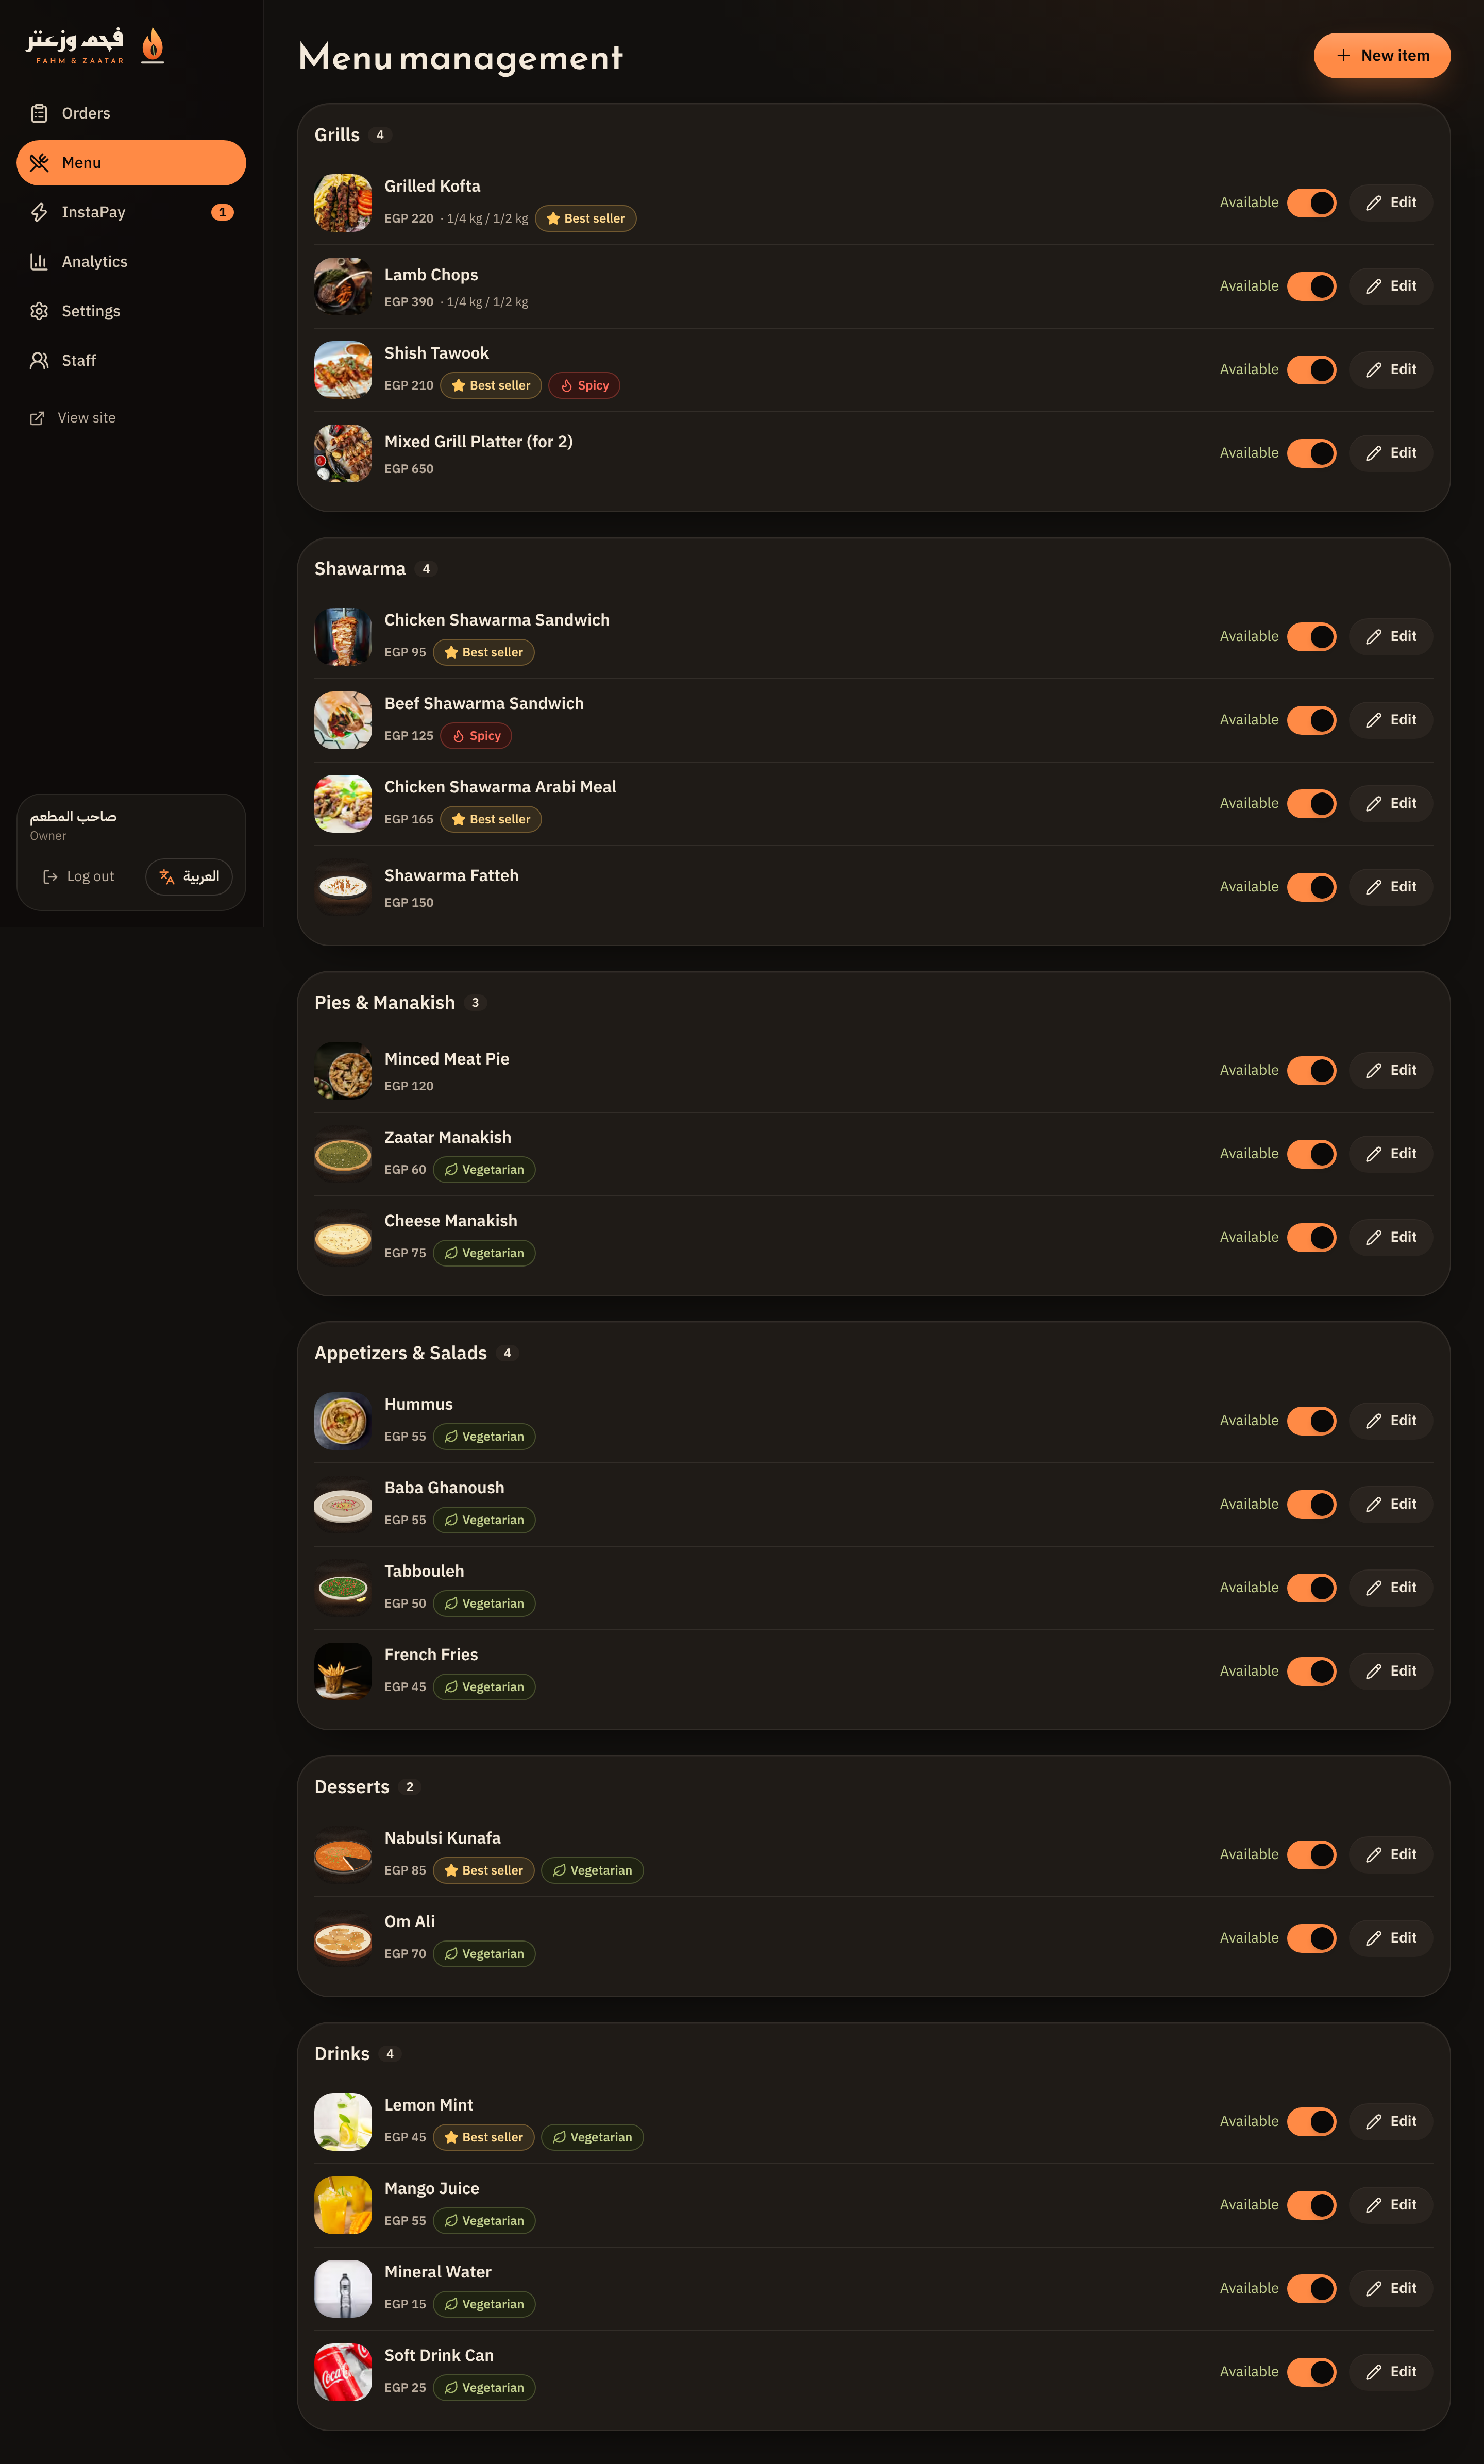 فحم وزعتر
FAHM & ZAATAR
Orders
Menu
InstaPay 1
Analytics
Settings
Staff
View site
صاحب المطعم
Owner
Log out العربية
Menu management
New item
Grills 4
Grilled Kofta
EGP 220 · 1/4 kg / 1/2 kg Best seller
Available Edit
Lamb Chops
EGP 390 · 1/4 kg / 1/2 kg
Available Edit
Shish Tawook
EGP 210 Best seller Spicy
Available Edit
Mixed Grill Platter (for 2)
EGP 650
Available Edit
Shawarma 4
Chicken Shawarma Sandwich
EGP 95 Best seller
Available Edit
Beef Shawarma Sandwich
EGP 125 Spicy
Available Edit
Chicken Shawarma Arabi Meal
EGP 165 Best seller
Available Edit
Shawarma Fatteh
EGP 150
Available Edit
Pies & Manakish 3
Minced Meat Pie
EGP 120
Available Edit
Zaatar Manakish
EGP 60 Vegetarian
Available Edit
Cheese Manakish
EGP 75 Vegetarian
Available Edit
Appetizers & Salads 4
Hummus
EGP 55 Vegetarian
Available Edit
Baba Ghanoush
EGP 55 Vegetarian
Available Edit
Tabbouleh
EGP 50 Vegetarian
Available Edit
French Fries
EGP 45 Vegetarian
Available Edit
Desserts 2
Nabulsi Kunafa
EGP 85 Best seller Vegetarian
Available Edit
Om Ali
EGP 70 Vegetarian
Available Edit
Drinks 4
Lemon Mint
EGP 45 Best seller Vegetarian
Available Edit
Mango Juice
EGP 55 Vegetarian
Available Edit
Mineral Water
EGP 15 Vegetarian
Available Edit
Soft Drink Can
EGP 25 Vegetarian
Available Edit